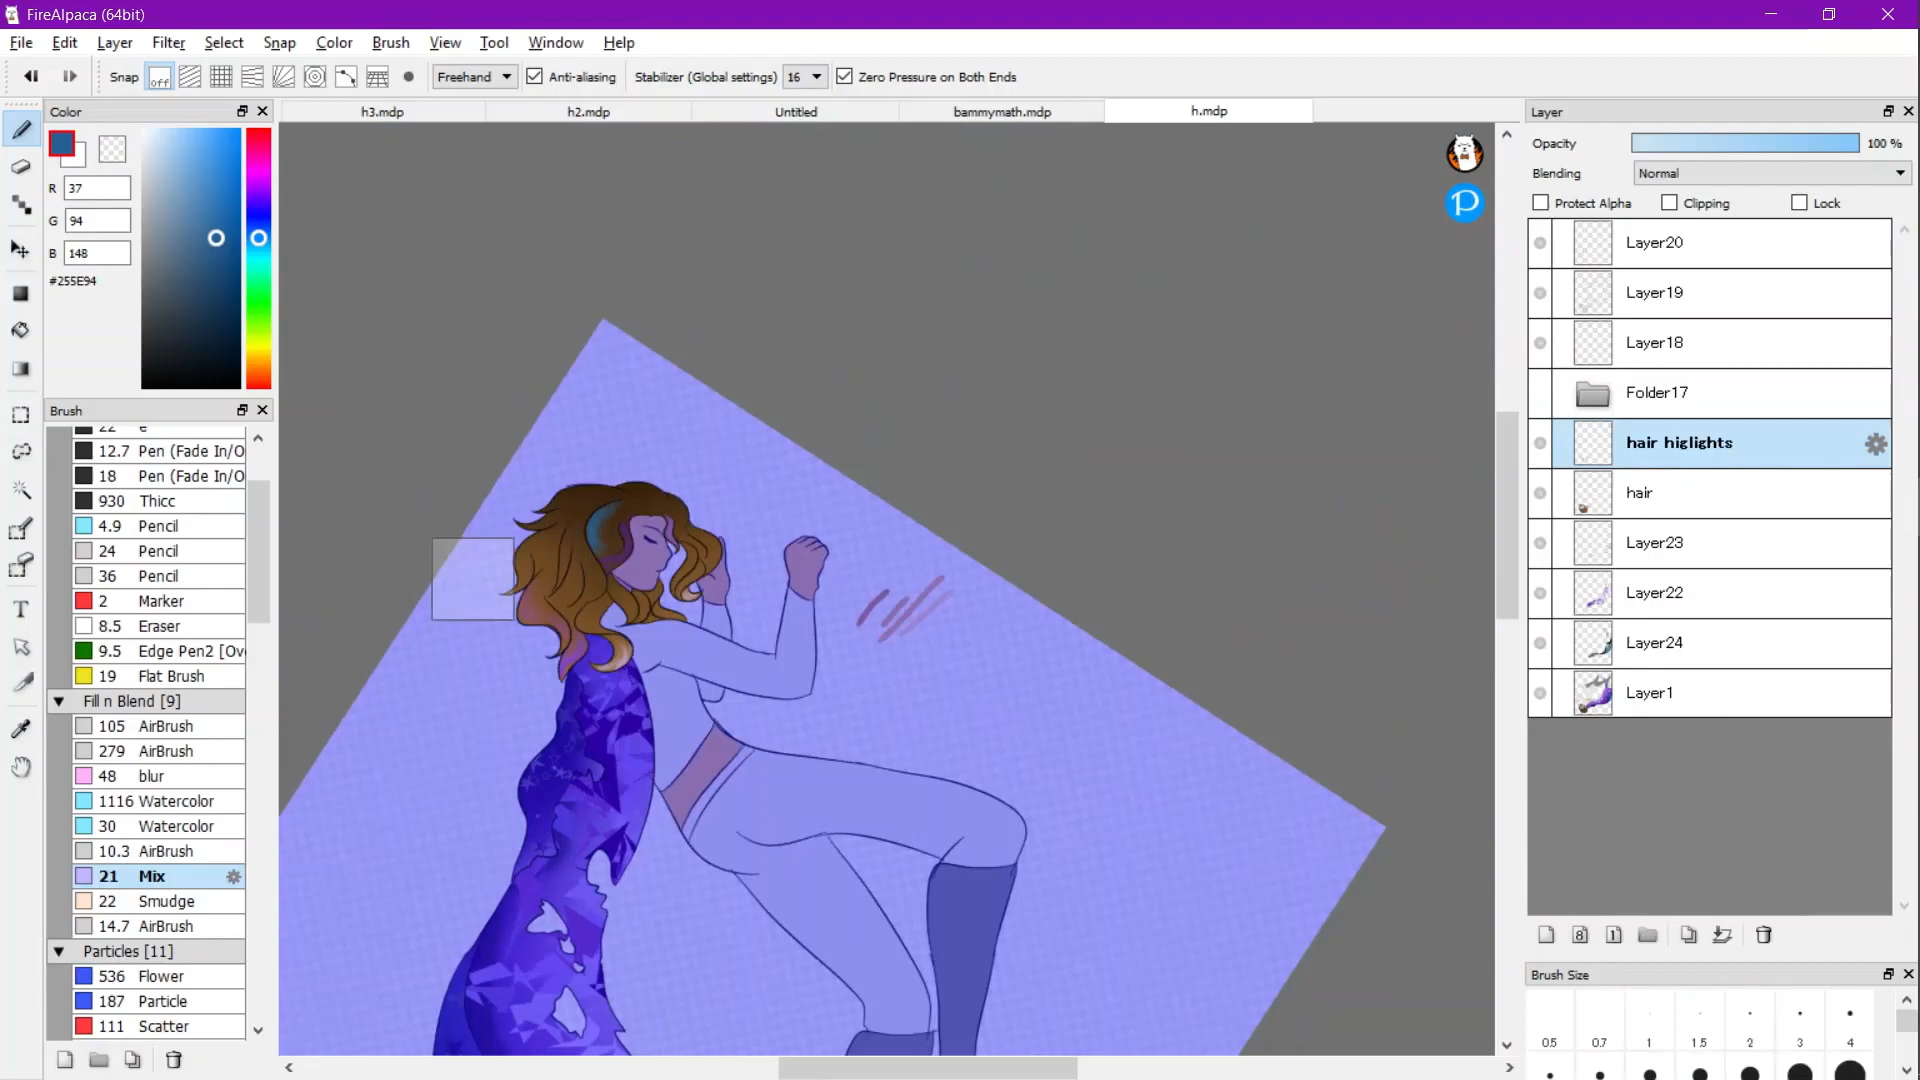 FireAlpaca (64bit)
File Edit Layer Filter Select Snap Color Brush View Tool Window Help
Snap off Freehand Anti-aliasing Stabilizer (Global settings) 16 Zero Pressure on Both Ends
Color
R 37
G 94
B 148
#255E94
Brush
22 e
12.7 Pen (Fade In/O
18 Pen (Fade In/O
930 Thicc
4.9 Pencil
24 Pencil
36 Pencil
2 Marker
8.5 Eraser
9.5 Edge Pen2 [Ov
19 Flat Brush
Fill n Blend [9]
105 AirBrush
279 AirBrush
48 blur
1116 Watercolor
30 Watercolor
10.3 AirBrush
21 Mix
22 Smudge
14.7 AirBrush
Particles [11]
536 Flower
187 Particle
111 Scatter
h3.mdp h2.mdp Untitled bammymath.mdp h.mdp
P
Layer
Opacity 100 %
Blending Normal
Protect Alpha Clipping Lock
Layer20
Layer19
Layer18
Folder17
hair higlights
hair
Layer23
Layer22
Layer24
Layer1
8 1
Brush Size
0.5 0.7 1 1.5 2 3 4